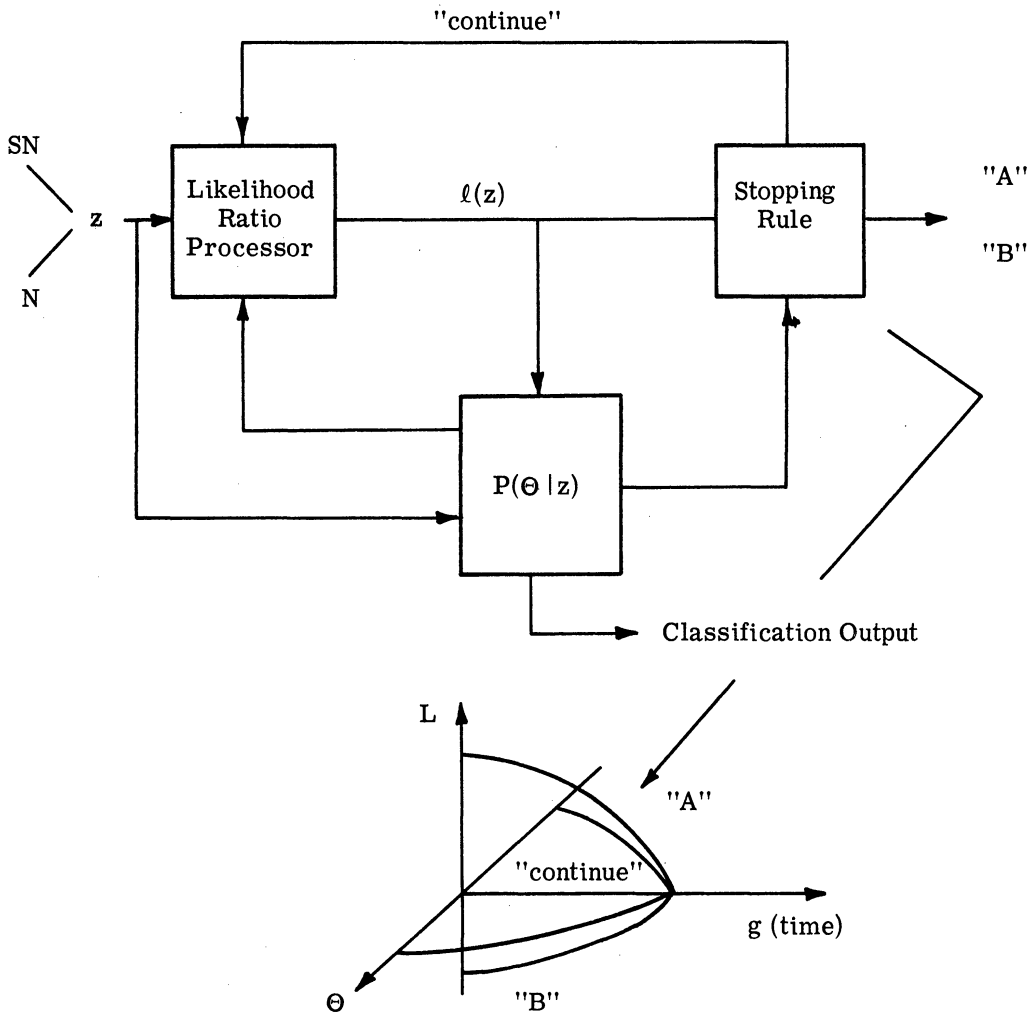 "continue"
SN
z
N
Likelihood
Ratio
Processor
ℓ(z)
Stopping
Rule
"A"
"B"
P(Θ|z)
Classification Output
L
"A"
"continue"
g (time)
Θ
"B"